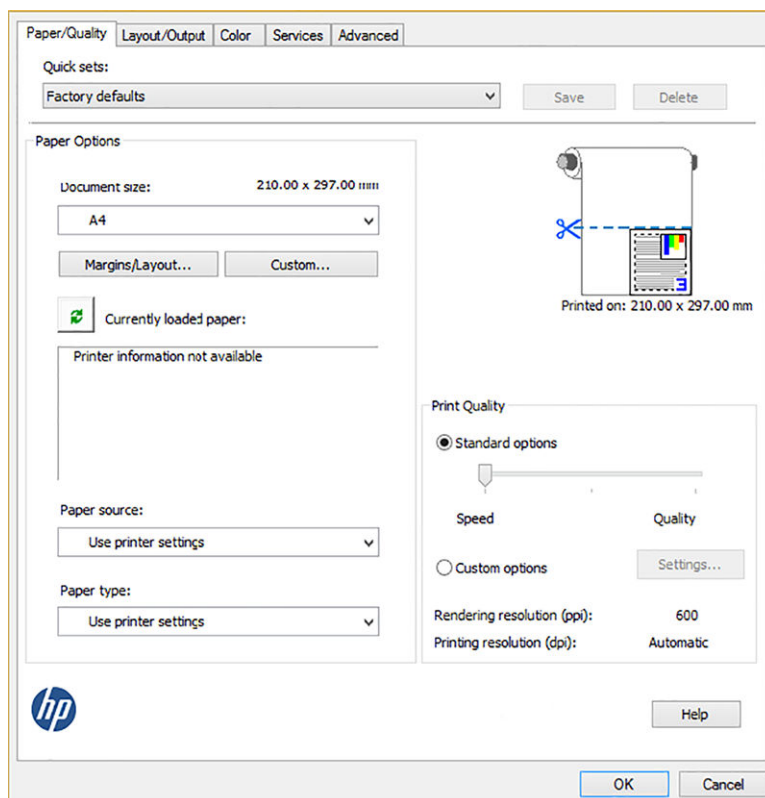 Paper/Quality Layout/Output Color Services Advanced
Quick sets:
Factory defaults Save Delete
Paper Options
Document size: 210.00 x 297.00 mm
A4
Margins/Layout... Custom...
Currently loaded paper:
Printer information not available
Paper source:
Use printer settings
Paper type:
Use printer settings
3
Printed on: 210.00 x 297.00 mm
Print Quality
Standard options
Speed Quality
Custom options Settings...
Rendering resolution (ppi): 600
Printing resolution (dpi): Automatic
hp
Help
OK Cancel